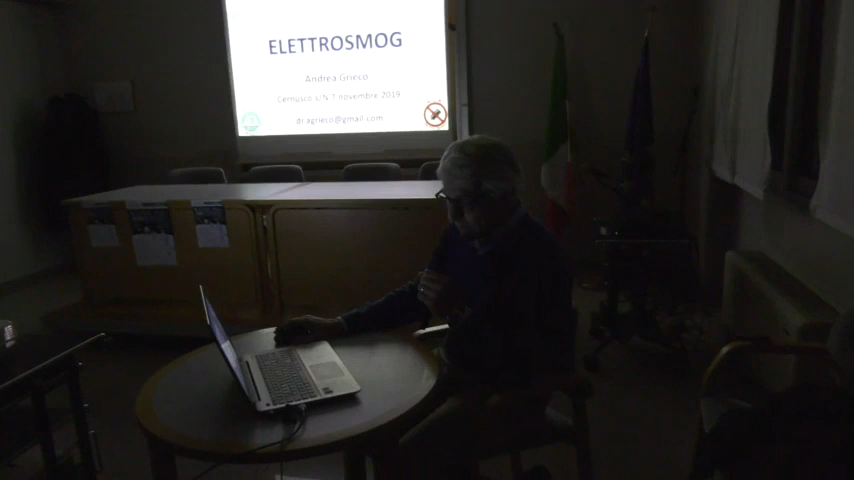 ELETTROSMOG
Andrea Grieco
Cernusco S/N 7 novembre 2019
dr.agrieco@gmail.com